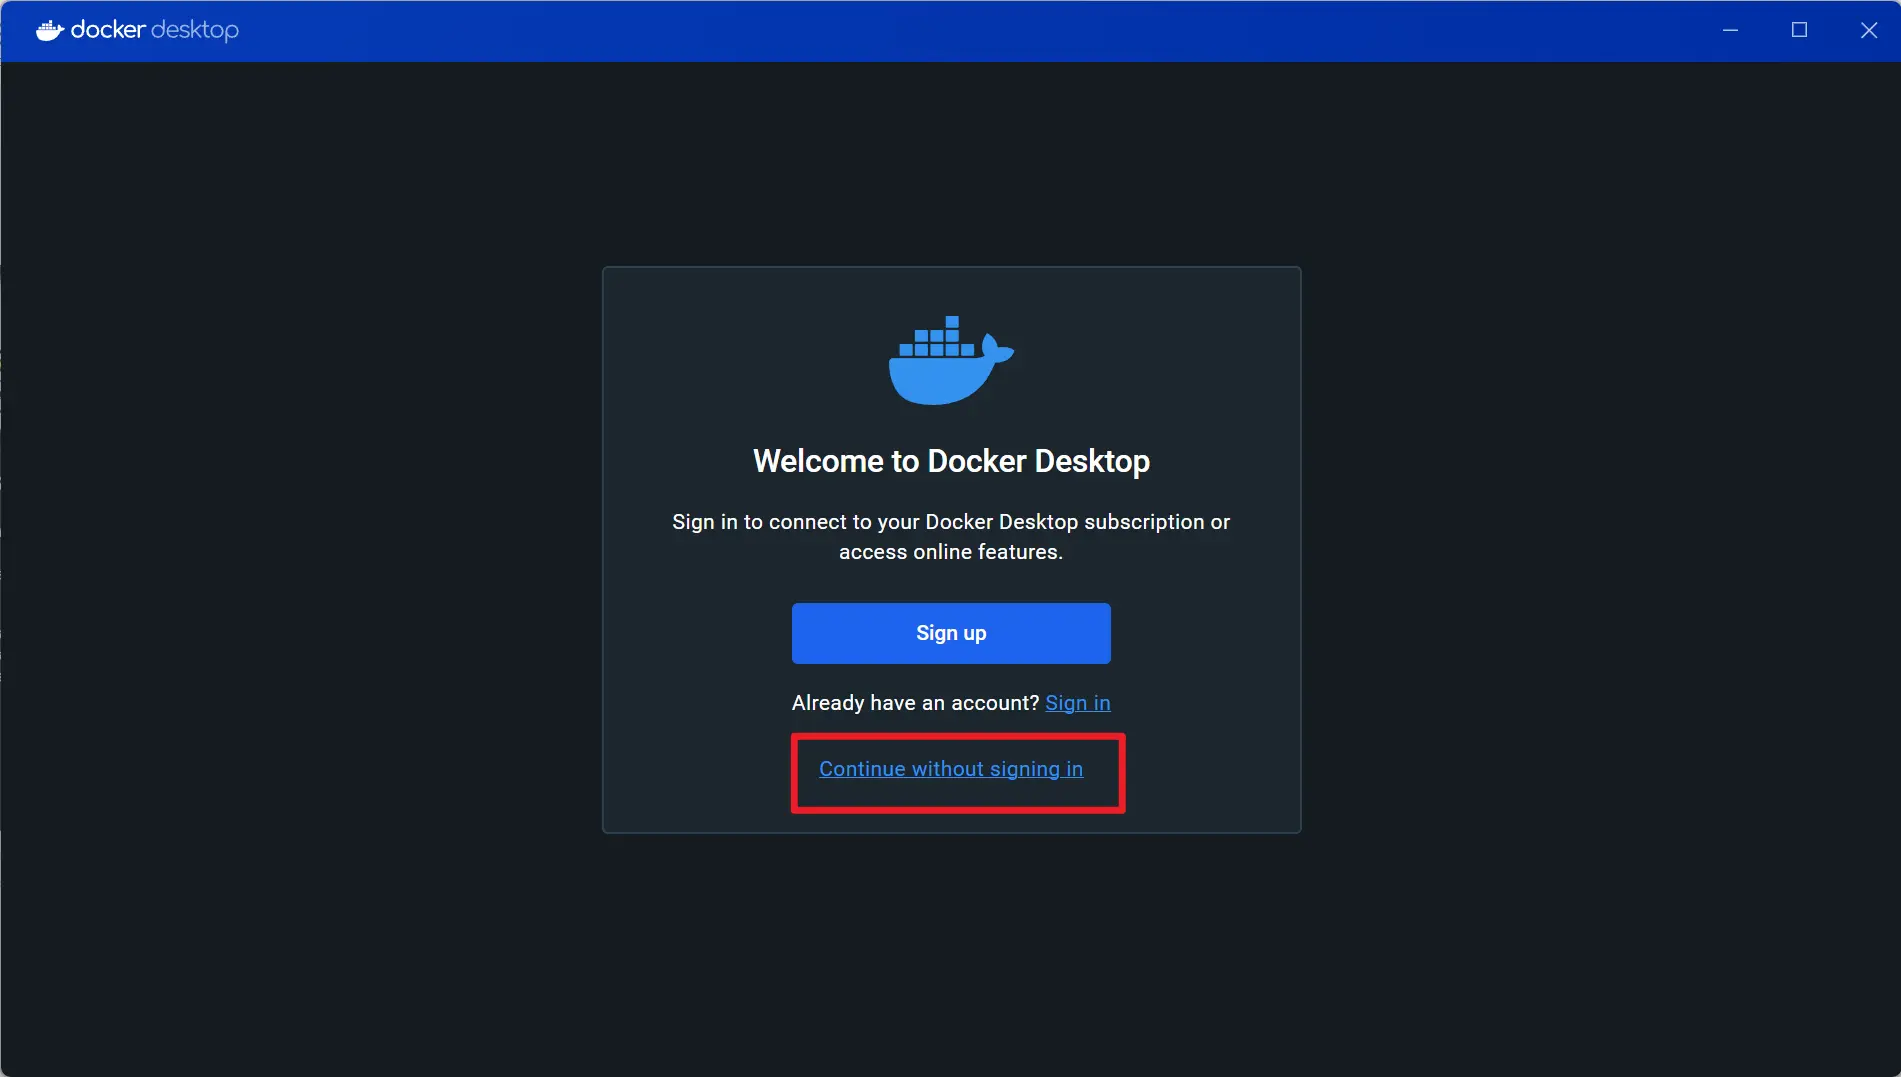 docker desktop
Welcome to Docker Desktop
Sign in to connect to your Docker Desktop subscription or
access online features.
Sign up
Already have an account? Sign in
Continue without signing in